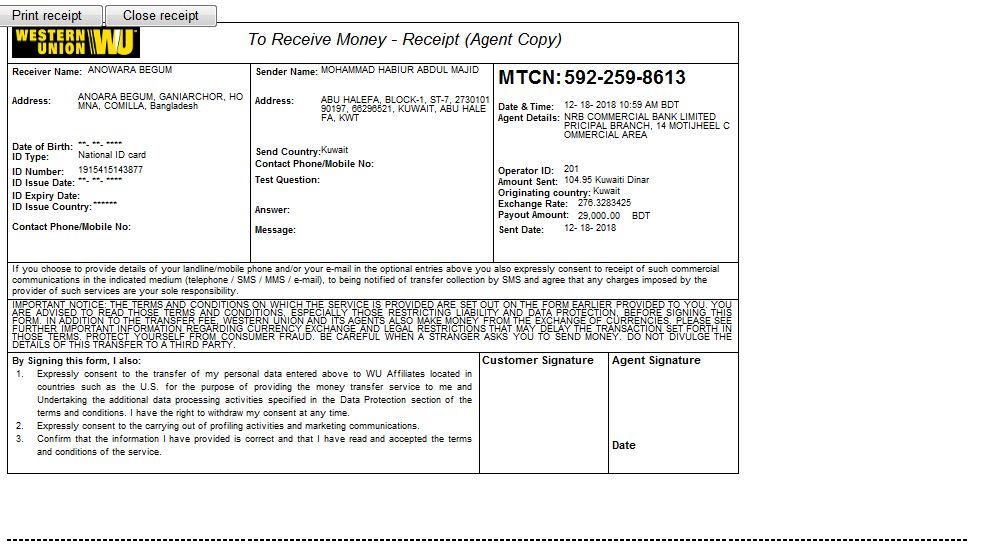 Print receipt
Close receipt
WESTERN
UNION WU
To Receive Money - Receipt (Agent Copy)
Receiver Name: ANOWARA BEGUM
Address: ANOARA BEGUM, GANIARCHOR, HO
MNA, COMILLA, Bangladesh
Date of Birth: **- **- ****
ID Type: National ID card
ID Number: 1915415143877
ID Issue Date: **- **- ****
ID Expiry Date:
ID Issue Country: ******
Contact Phone/Mobile No:
Sender Name: MOHAMMAD HABIUR ABDUL MAJID
Address: ABU HALEFA, BLOCK-1, ST-7, 2730101
90197, 66296521, KUWAIT, ABU HALE
FA, KWT
Send Country: Kuwait
Contact Phone/Mobile No:
Test Question:
Answer:
Message:
MTCN: 592-259-8613
Date & Time: 12- 18- 2018 10:59 AM BDT
Agent Details: NRB COMMERCIAL BANK LIMITED
PRICIPAL BRANCH, 14 MOTIJHEEL C
OMMERCIAL AREA
Operator ID: 201
Amount Sent: 104.95 Kuwaiti Dinar
Originating country: Kuwait
Exchange Rate: 276.3283425
Payout Amount: 29,000.00 BDT
Sent Date: 12- 18- 2018
If you choose to provide details of your landline/mobile phone and/or your e-mail in the optional entries above you also expressly consent to receipt of such commercial
communications in the indicated medium (telephone / SMS / MMS / e-mail), to being notified of transfer collection by SMS and agree that any charges imposed by the
provider of such services are your sole responsibility.
IMPORTANT NOTICE: THE TERMS AND CONDITIONS ON WHICH THE SERVICE IS PROVIDED ARE SET OUT ON THE FORM EARLIER PROVIDED TO YOU. YOU
ARE ADVISED TO READ THOSE TERMS AND CONDITIONS, ESPECIALLY THOSE RESTRICTING LIABILITY AND DATA PROTECTION, BEFORE SIGNING THIS
FORM. IN ADDITION TO THE TRANSFER FEE, WESTERN UNION AND ITS AGENTS ALSO MAKE MONEY FROM THE EXCHANGE OF CURRENCIES. PLEASE SEE
FURTHER IMPORTANT INFORMATION REGARDING CURRENCY EXCHANGE AND LEGAL RESTRICTIONS THAT MAY DELAY THE TRANSACTION SET FORTH IN
THOSE TERMS. PROTECT YOURSELF FROM CONSUMER FRAUD. BE CAREFUL WHEN A STRANGER ASKS YOU TO SEND MONEY. DO NOT DIVULGE THE
DETAILS OF THIS TRANSFER TO A THIRD PARTY.
By Signing this form, I also:
1. Expressly consent to the transfer of my personal data entered above to WU Affiliates located in
countries such as the U.S. for the purpose of providing the money transfer service to me and
Undertaking the additional data processing activities specified in the Data Protection section of the
terms and conditions. I have the right to withdraw my consent at any time.
2. Expressly consent to the carrying out of profiling activities and marketing communications.
3. Confirm that the information I have provided is correct and that I have read and accepted the terms
and conditions of the service.
Customer Signature
Agent Signature
Date